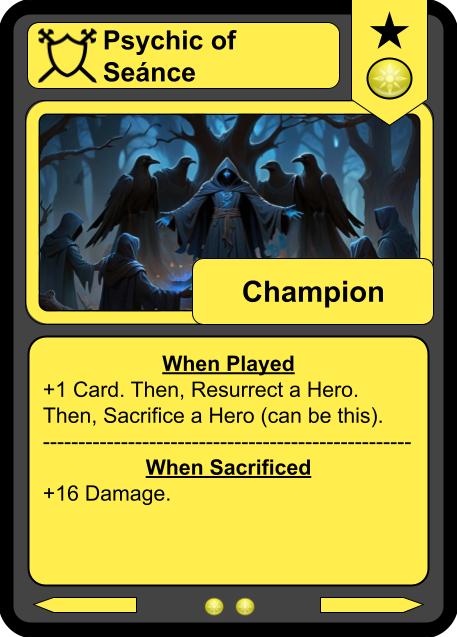 Psychic of
Seánce
Champion
When Played
+1 Card. Then, Resurrect a Hero.
Then, Sacrifice a Hero (can be this).
----------------------------------------------------
When Sacrificed
+16 Damage.